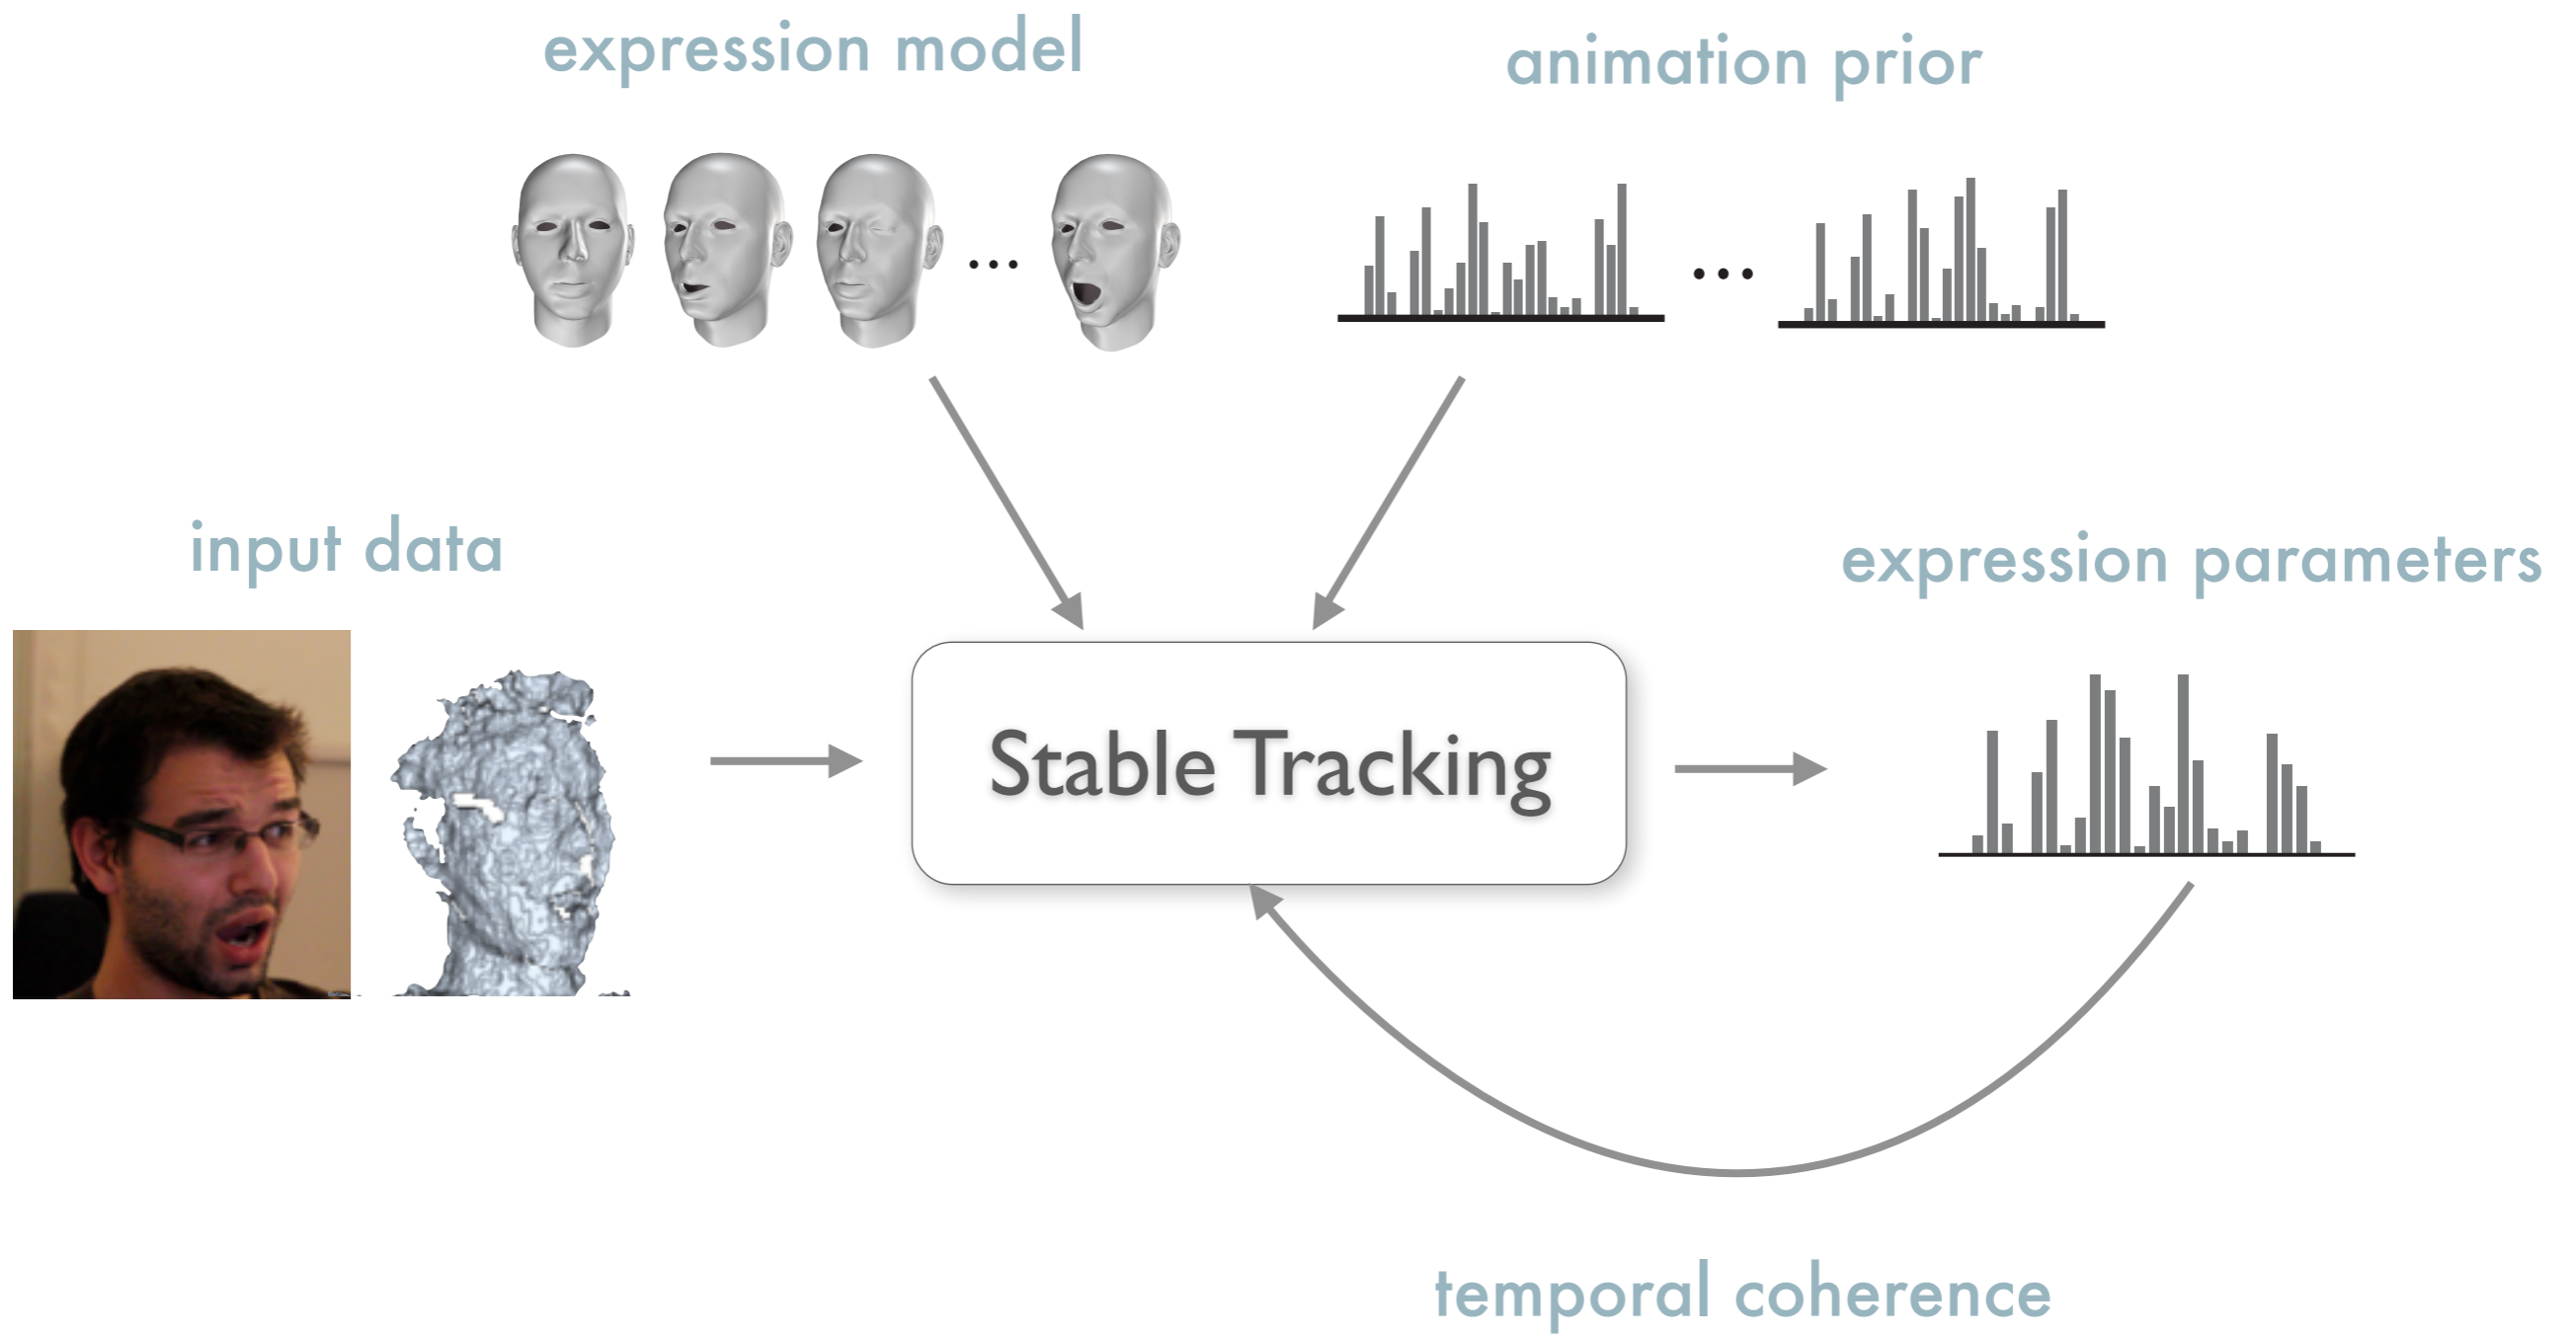 expression model
animation prior
...
...
input data
expression parameters
Stable Tracking
temporal coherence